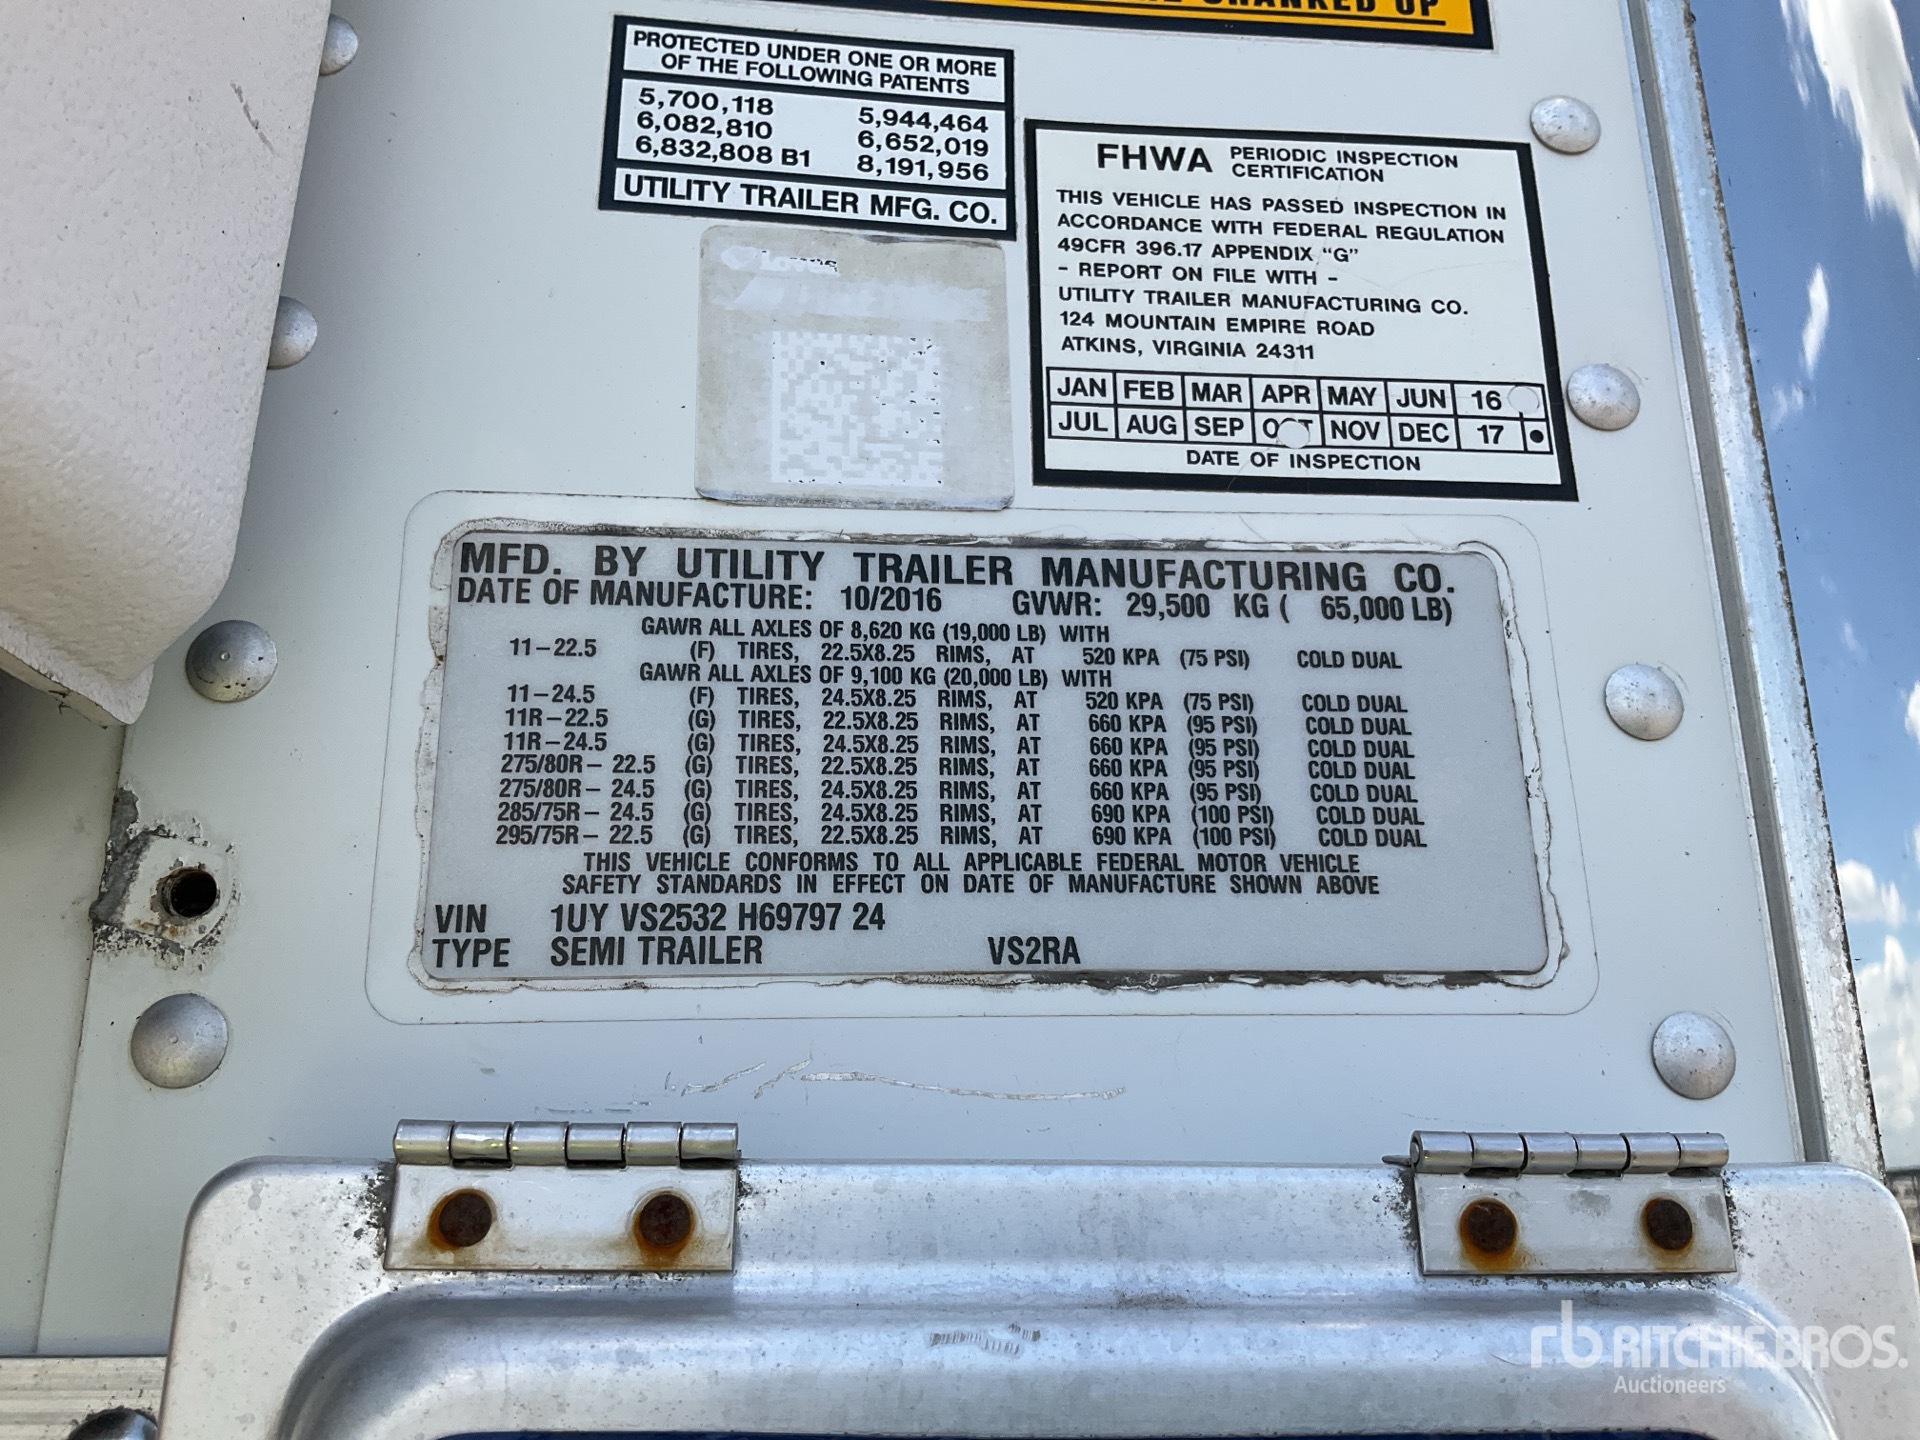 CRANKED UP
PROTECTED UNDER ONE OR MORE
OF THE FOLLOWING PATENTS
5,700,118 5,944,464
6,082,810 6,652,019
6,832,808 B1 8,191,956
UTILITY TRAILER MFG. CO.
FHWA PERIODIC INSPECTION
CERTIFICATION
THIS VEHICLE HAS PASSED INSPECTION IN
ACCORDANCE WITH FEDERAL REGULATION
49CFR 396.17 APPENDIX “G”
- REPORT ON FILE WITH -
UTILITY TRAILER MANUFACTURING CO.
124 MOUNTAIN EMPIRE ROAD
ATKINS, VIRGINIA 24311
JAN FEB MAR APR MAY JUN 16
JUL AUG SEP OCT NOV DEC 17
DATE OF INSPECTION
MFD. BY UTILITY TRAILER MANUFACTURING CO.
DATE OF MANUFACTURE: 10/2016 GVWR: 29,500 KG ( 65,000 LB)
GAWR ALL AXLES OF 8,620 KG (19,000 LB) WITH
11-22.5 (F) TIRES, 22.5X8.25 RIMS, AT 520 KPA (75 PSI) COLD DUAL
GAWR ALL AXLES OF 9,100 KG (20,000 LB) WITH
11-24.5 (F) TIRES, 24.5X8.25 RIMS, AT 520 KPA (75 PSI) COLD DUAL
11R-22.5 (G) TIRES, 22.5X8.25 RIMS, AT 660 KPA (95 PSI) COLD DUAL
11R-24.5 (G) TIRES, 24.5X8.25 RIMS, AT 660 KPA (95 PSI) COLD DUAL
275/80R- 22.5 (G) TIRES, 22.5X8.25 RIMS, AT 660 KPA (95 PSI) COLD DUAL
275/80R- 24.5 (G) TIRES, 24.5X8.25 RIMS, AT 660 KPA (95 PSI) COLD DUAL
285/75R- 24.5 (G) TIRES, 24.5X8.25 RIMS, AT 690 KPA (100 PSI) COLD DUAL
295/75R- 22.5 (G) TIRES, 22.5X8.25 RIMS, AT 690 KPA (100 PSI) COLD DUAL
THIS VEHICLE CONFORMS TO ALL APPLICABLE FEDERAL MOTOR VEHICLE
SAFETY STANDARDS IN EFFECT ON DATE OF MANUFACTURE SHOWN ABOVE
VIN 1UY VS2532 H69797 24
TYPE SEMI TRAILER VS2RA
rb RITCHIE BROS.
Auctioneers